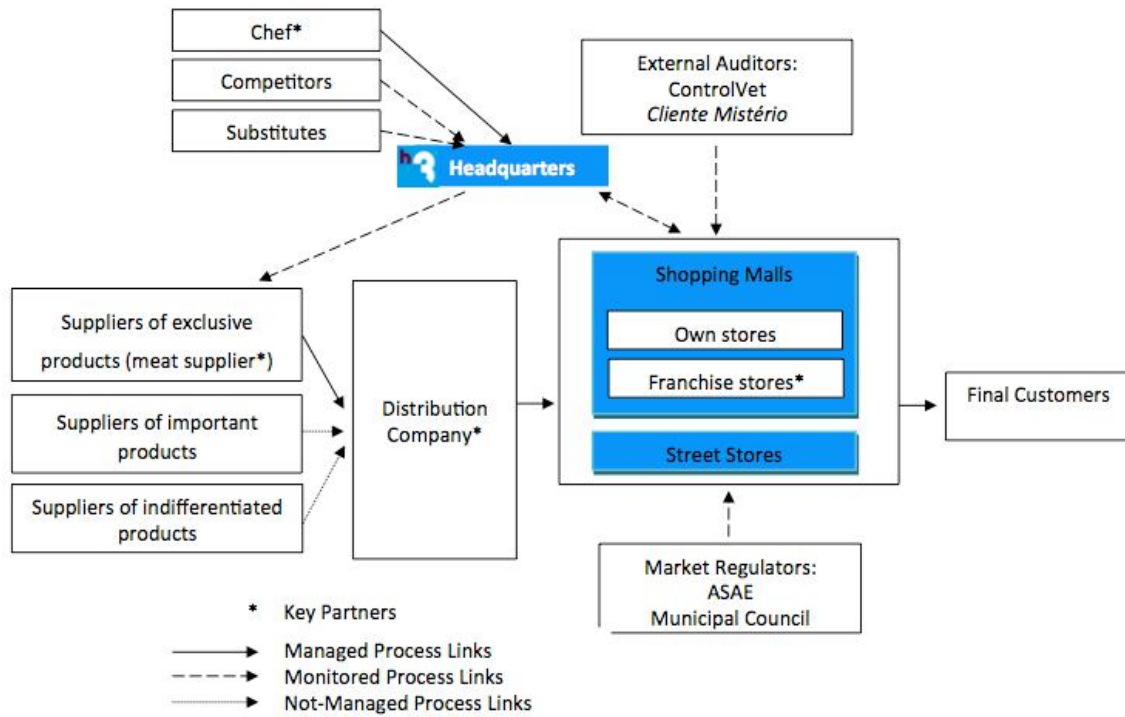 Chef*
Competitors
Substitutes
External Auditors:
ControlVet
Cliente Mistério
h3 Headquarters
Shopping Malls
Own stores
Franchise stores*
Street Stores
Suppliers of exclusive
products (meat supplier*)
Suppliers of important
products
Suppliers of indifferentiated
products
Distribution
Company*
Final Customers
Market Regulators:
ASAE
Municipal Council
* Key Partners
Managed Process Links
Monitored Process Links
Not-Managed Process Links